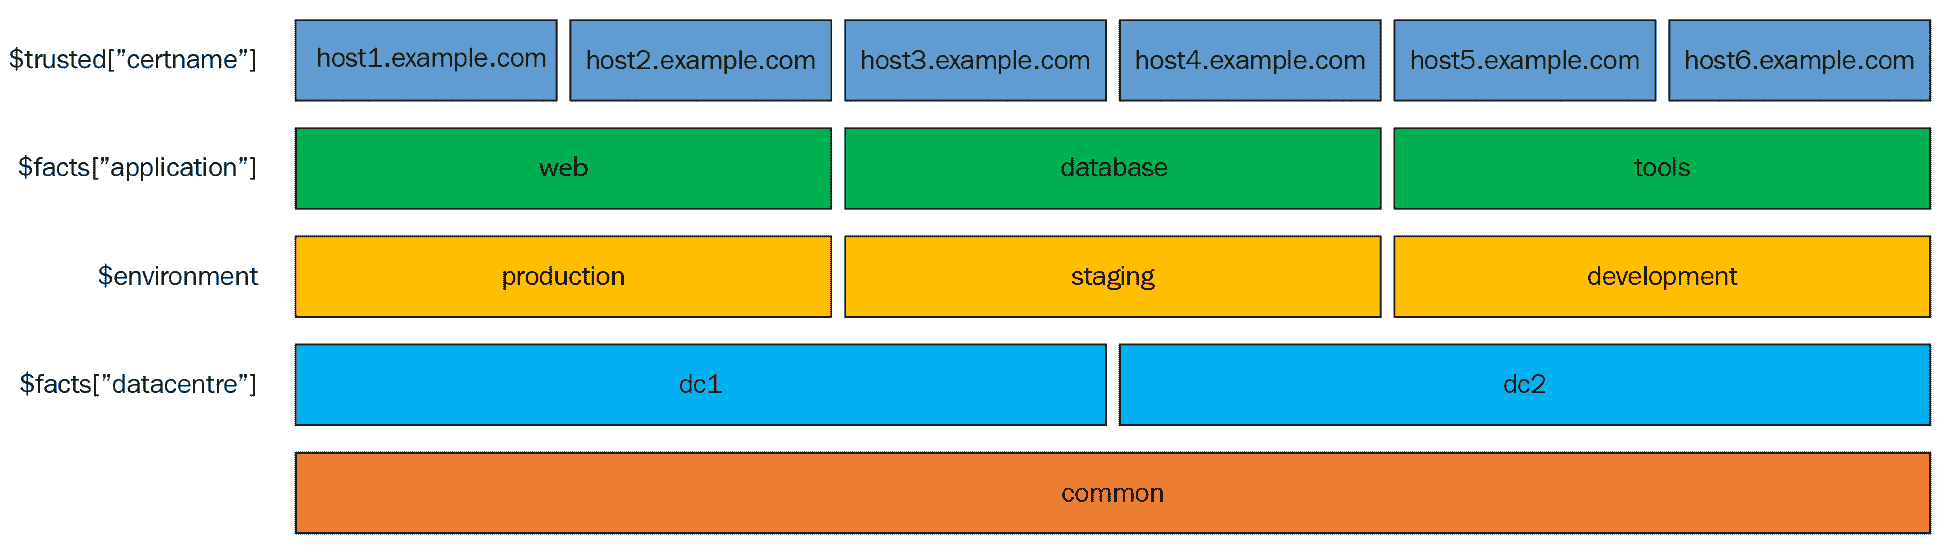 $trusted[”certname”]
host1.example.com
host2.example.com
host3.example.com
host4.example.com
host5.example.com
host6.example.com
$facts[”application”]
web
database
tools
$environment
production
staging
development
$facts[”datacentre”]
dc1
dc2
common